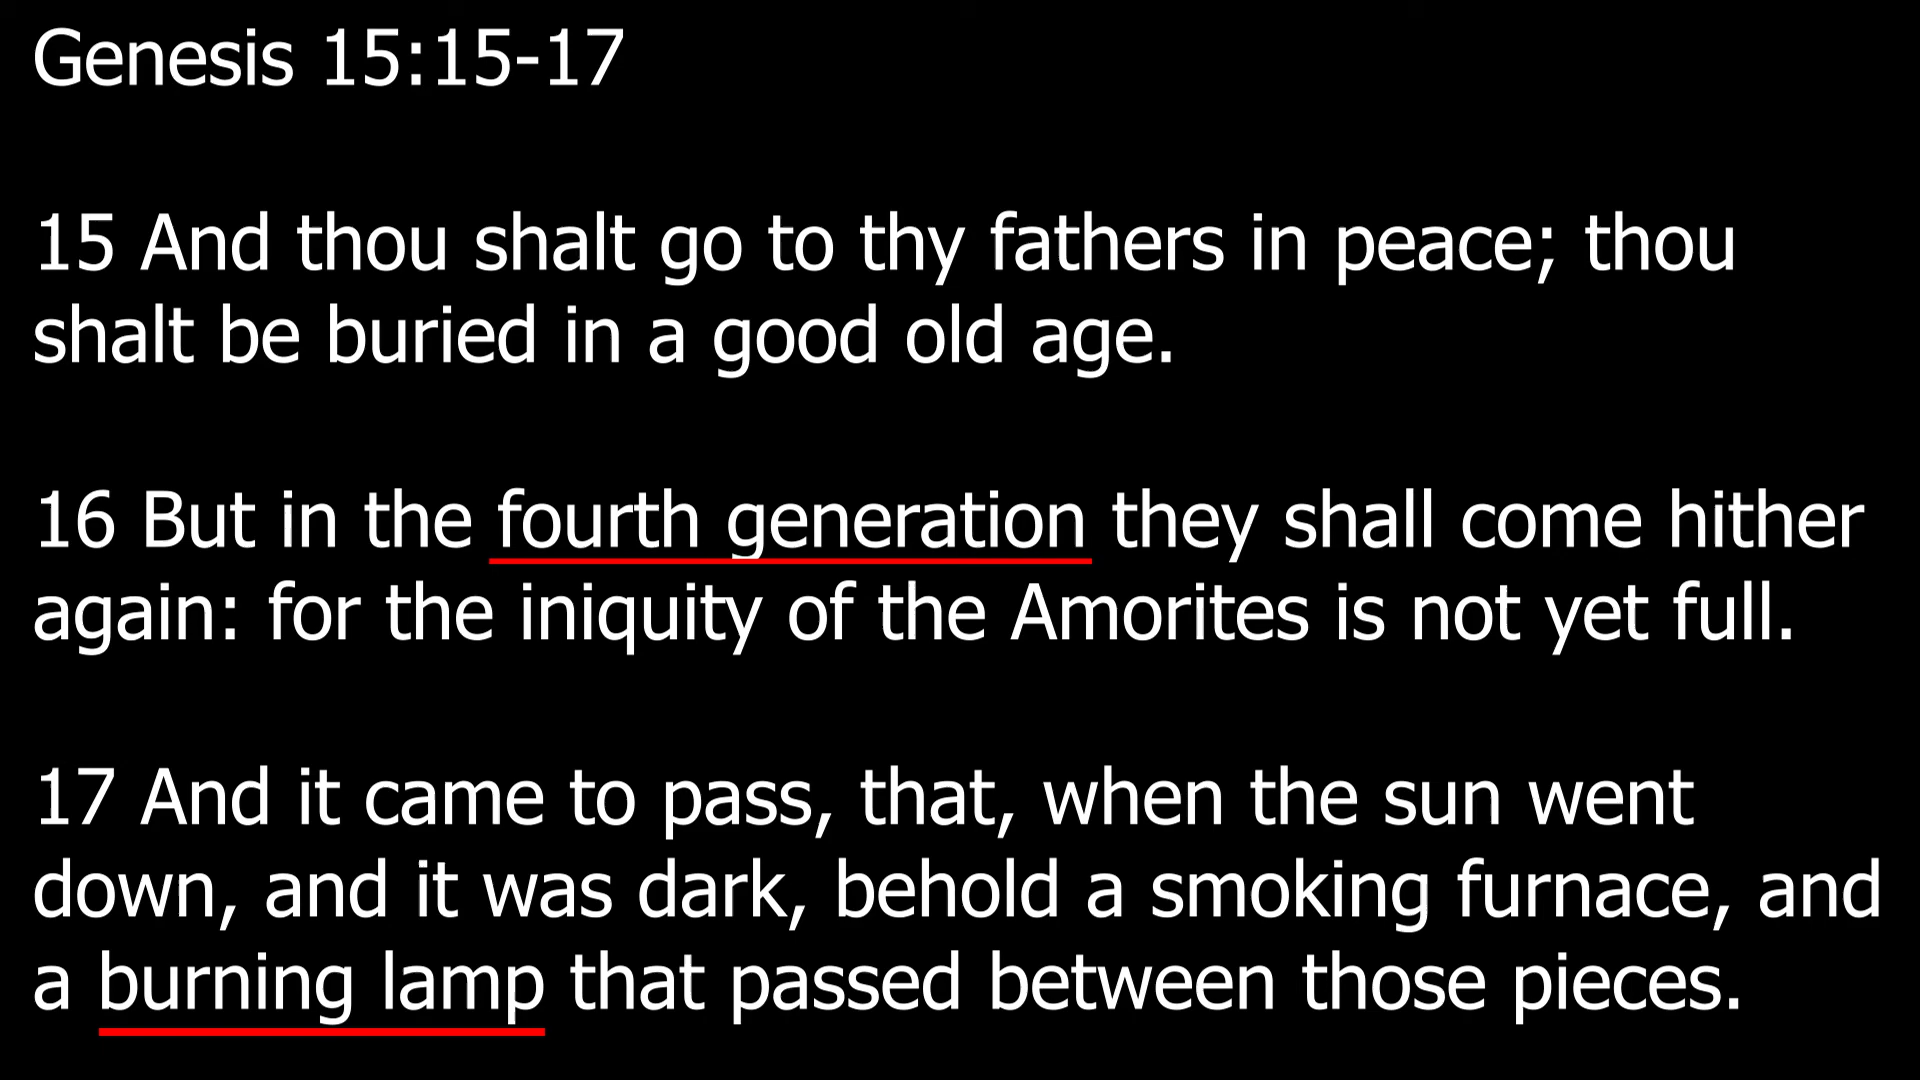 Genesis 15:15-17
15 And thou shalt go to thy fathers in peace; thou
shalt be buried in a good old age.
16 But in the fourth generation they shall come hither
again: for the iniquity of the Amorites is not yet full.
17 And it came to pass, that, when the sun went
down, and it was dark, behold a smoking furnace, and
a burning lamp that passed between those pieces.